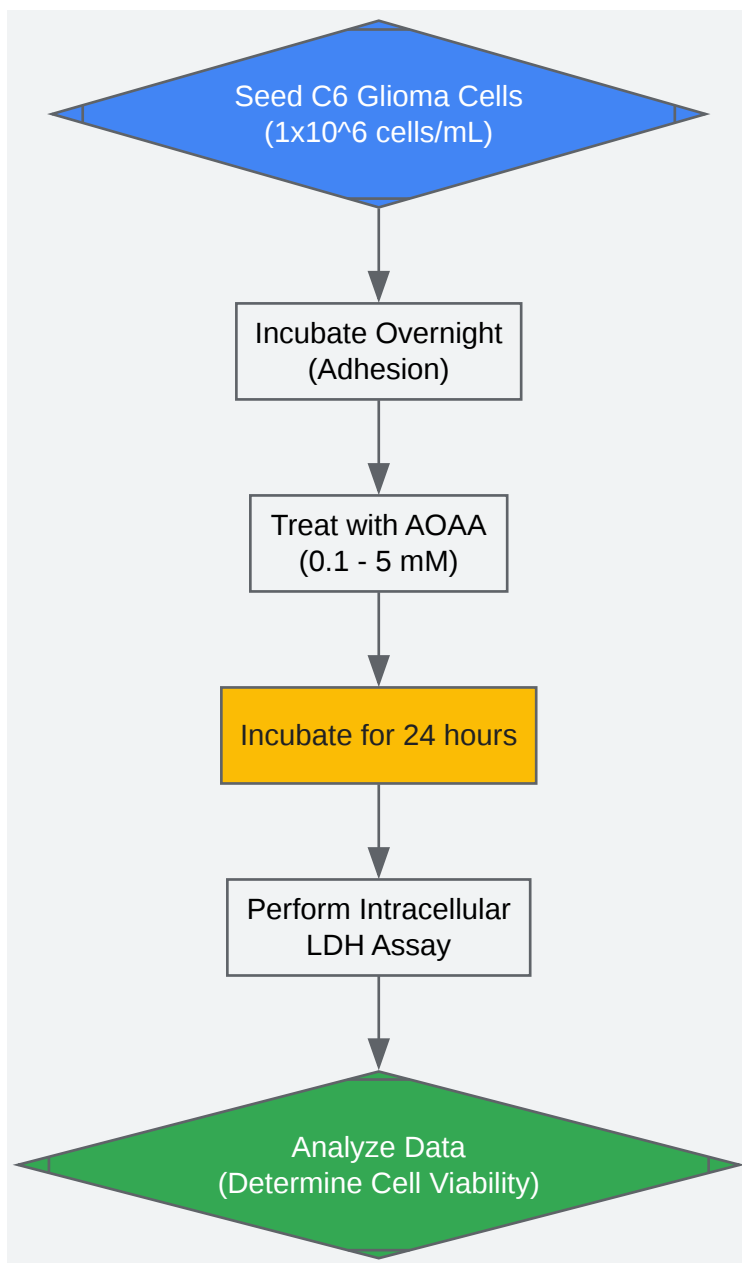 Seed C6 Glioma Cells
(1x10^6 cells/mL)
Incubate Overnight
(Adhesion)
Treat with AOAA
(0.1 - 5 mM)
Incubate for 24 hours
Perform Intracellular
LDH Assay
Analyze Data
(Determine Cell Viability)